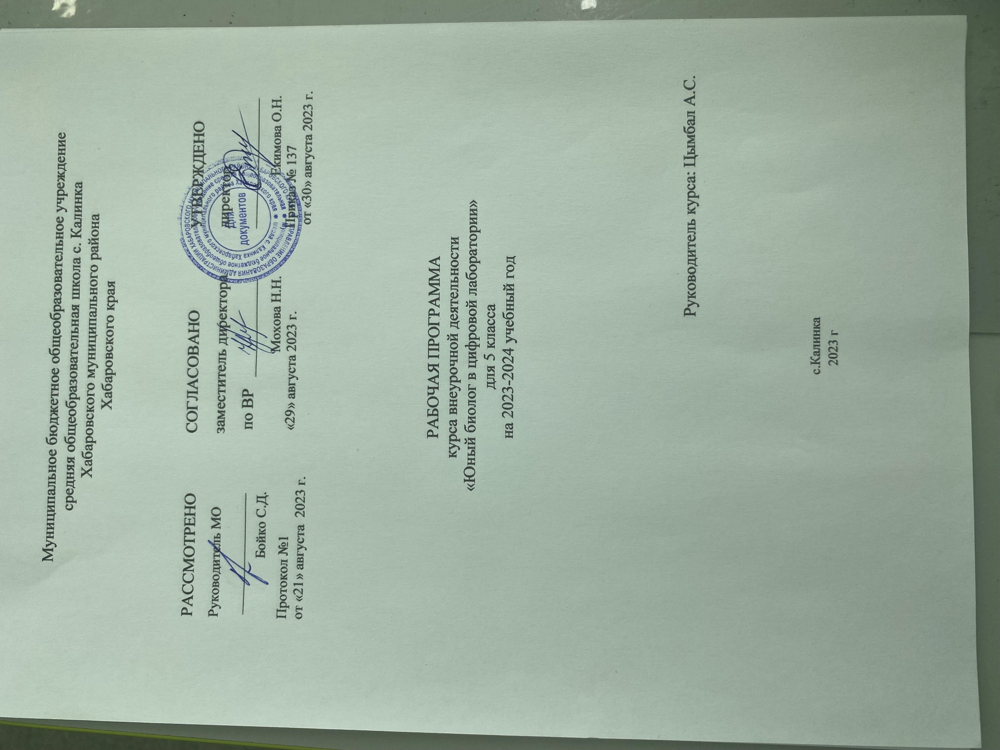 Муниципальное бюджетное общеобразовательное учреждение
средняя общеобразовательная школа с. Калинка
Хабаровского муниципального района
Хабаровского края
РАССМОТРЕНО
Руководитель МО
Бойко С.Д.
Протокол №1
от «21» августа 2023 г.
СОГЛАСОВАНО
заместитель директора
по ВР
Мохова Н.Н.
«29» августа 2023 г.
УТВЕРЖДЕНО
директор
Екимова О.Н.
Приказ № 137
от «30» августа 2023 г.
для
документов
РАБОЧАЯ ПРОГРАММА
курса внеурочной деятельности
«Юный биолог в цифровой лаборатории»
для 5 класса
на 2023-2024 учебный год
Руководитель курса: Цымбал А.С.
с.Калинка
2023 г